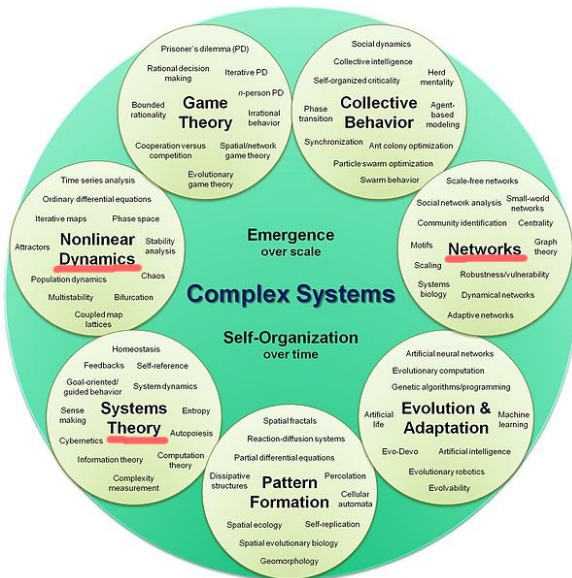 Prisoner's dilemma (PD)
Rational decision
making
Iterative PD
n-person PD
Bounded
rationality
Game
Theory
Irrational
behavior
Cooperation versus
competition
Spatial/network
game theory
Evolutionary
game theory
Social dynamics
Collective intelligence
Self-organized criticality
Herd
mentality
Phase
transition
Collective
Behavior
Agent-
based
modeling
Synchronization
Ant colony optimization
Particle swarm optimization
Swarm behavior
Time series analysis
Ordinary differential equations
Iterative maps
Phase space
Attractors
Nonlinear
Dynamics
Stability
analysis
Population dynamics
Chaos
Multistability
Bifurcation
Coupled map
lattices
Emergence
over scale
Complex Systems
Self-Organization
over time
Scale-free networks
Social network analysis
Small-world
networks
Community identification
Centrality
Motifs
Networks
Graph
theory
Scaling
Robustness/vulnerability
Systems
biology
Dynamical networks
Adaptive networks
Homeostasis
Feedbacks
Self-reference
Goal-oriented/
guided behavior
System dynamics
Sense
making
Systems
Theory
Entropy
Cybernetics
Autopoiesis
Information theory
Computation
theory
Complexity
measurement
Spatial fractals
Reaction-diffusion systems
Partial differential equations
Dissipative
structures
Percolation
Pattern
Formation
Cellular
automata
Spatial ecology
Self-replication
Spatial evolutionary biology
Geomorphology
Artificial neural networks
Evolutionary computation
Genetic algorithms/programming
Artificial
life
Evolution &
Adaptation
Machine
learning
Evo-Devo
Artificial intelligence
Evolutionary robotics
Evolvability